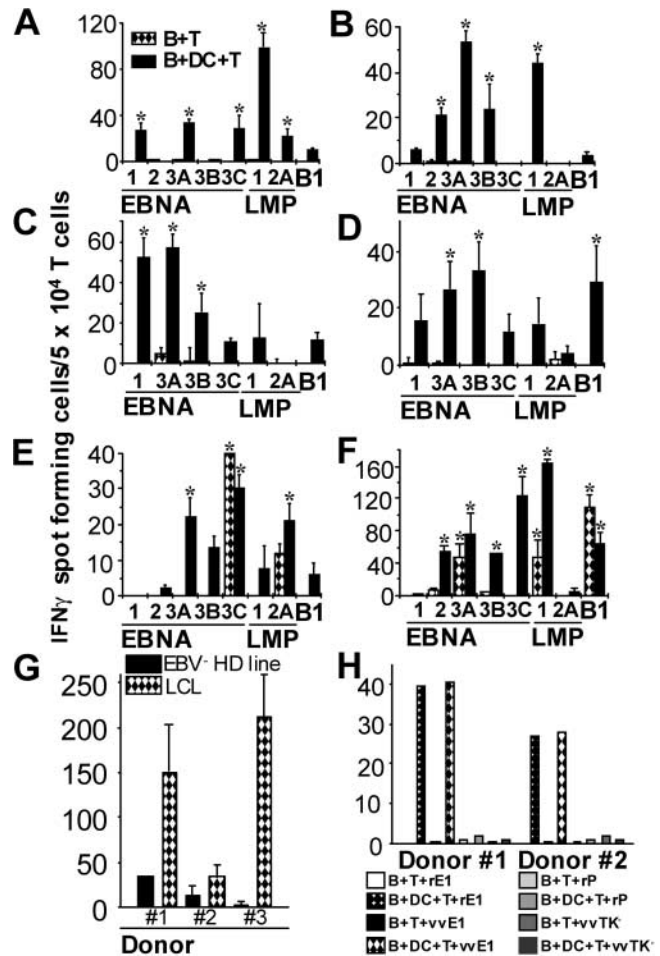 A
B+T
B+DC+T
120
80
40
0
* * * * *
1 2 3A 3B 3C 1 2A B1
EBNA LMP
B
60
40
20
0
* * * *
1 2 3A 3B 3C 1 2A B1
EBNA LMP
IFNγ spot forming cells/5 x 10⁴ T cells
C
60
40
20
0
* * *
1 3A 3B 3C 1 2A B1
EBNA LMP
D
40
20
0
* * *
1 3A 3B 3C 1 2A B1
EBNA LMP
E
40
30
20
10
0
* * * *
1 2 3A 3B 3C 1 2A B1
EBNA LMP
F
160
120
80
40
0
* * * * * * * * *
1 2 3A 3B 3C 1 2A B1
EBNA LMP
G
EBV- HD line
LCL
250
200
150
100
50
0
#1 #2 #3
Donor
H
40
30
20
10
0
Donor #1 Donor #2
B+T+rE1
B+DC+T+rE1
B+T+vvE1
B+DC+T+vvE1
B+T+rP
B+DC+T+rP
B+T+vvTK-
B+DC+T+vvTK-